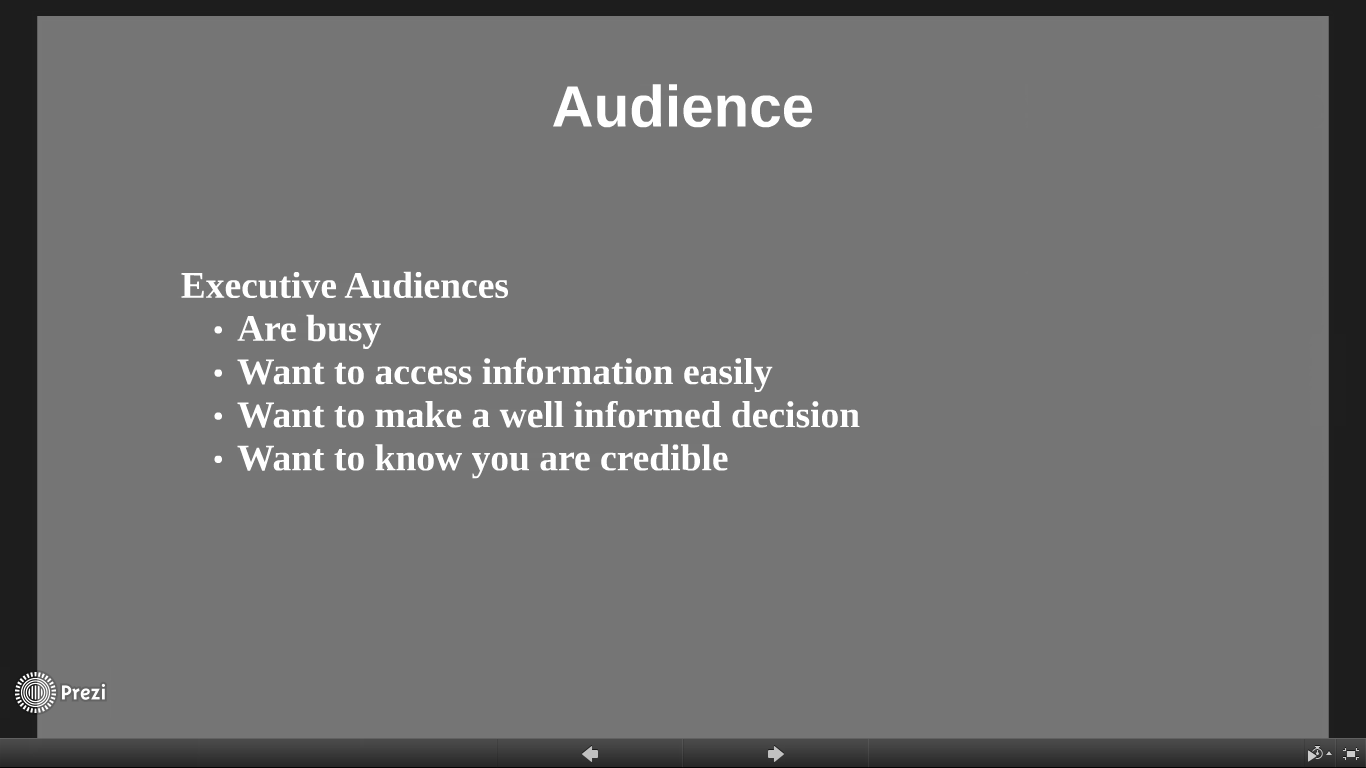 Audience
Executive Audiences
• Are busy
• Want to access information easily
• Want to make a well informed decision
• Want to know you are credible
Prezi